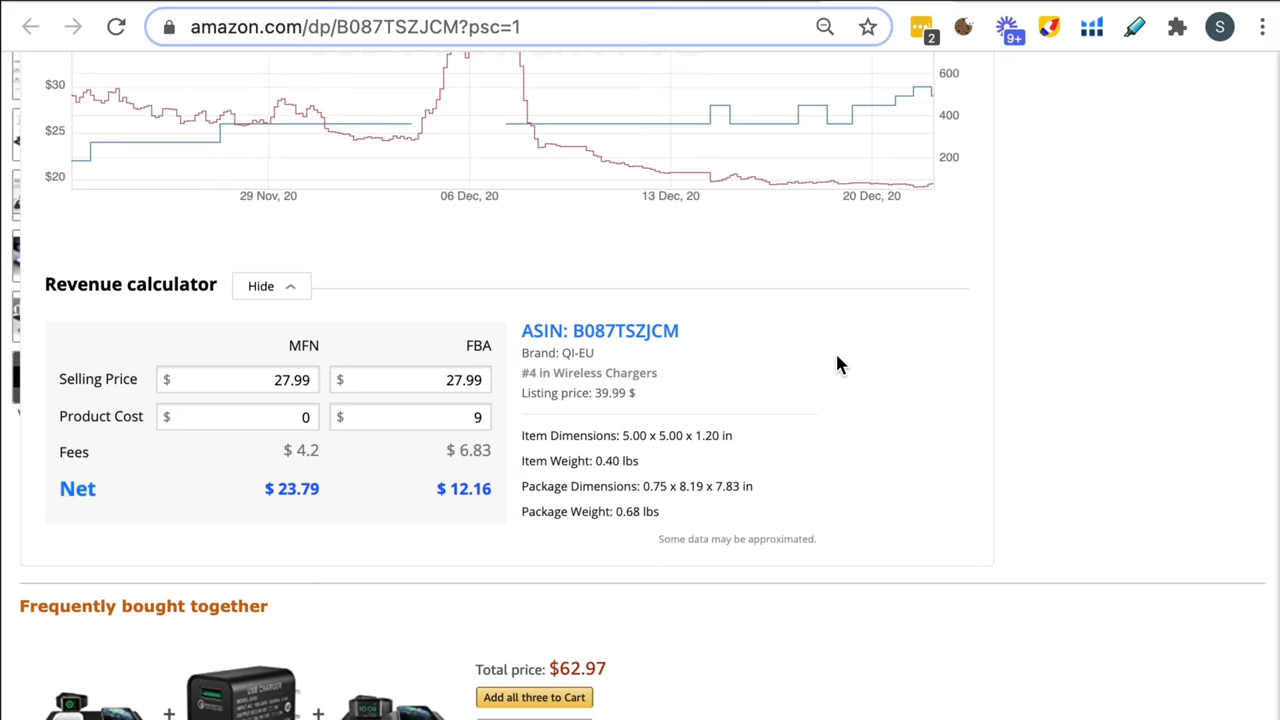 amazon.com/dp/B087TSZJCM?psc=1
2
9+
S
$30
600
400
$25
200
$20
29 Nov, 20
06 Dec, 20
13 Dec, 20
20 Dec, 20
Revenue calculator
Hide
MFN
FBA
Selling Price
$ 27.99
$ 27.99
Product Cost
$ 0
$ 9
Fees
$ 4.2
$ 6.83
Net
$ 23.79
$ 12.16
ASIN: B087TSZJCM
Brand: QI-EU
#4 in Wireless Chargers
Listing price: 39.99 $
Item Dimensions: 5.00 x 5.00 x 1.20 in
Item Weight: 0.40 lbs
Package Dimensions: 0.75 x 8.19 x 7.83 in
Package Weight: 0.68 lbs
Some data may be approximated.
Frequently bought together
USB CHARGER
+
+
Total price: $62.97
Add all three to Cart